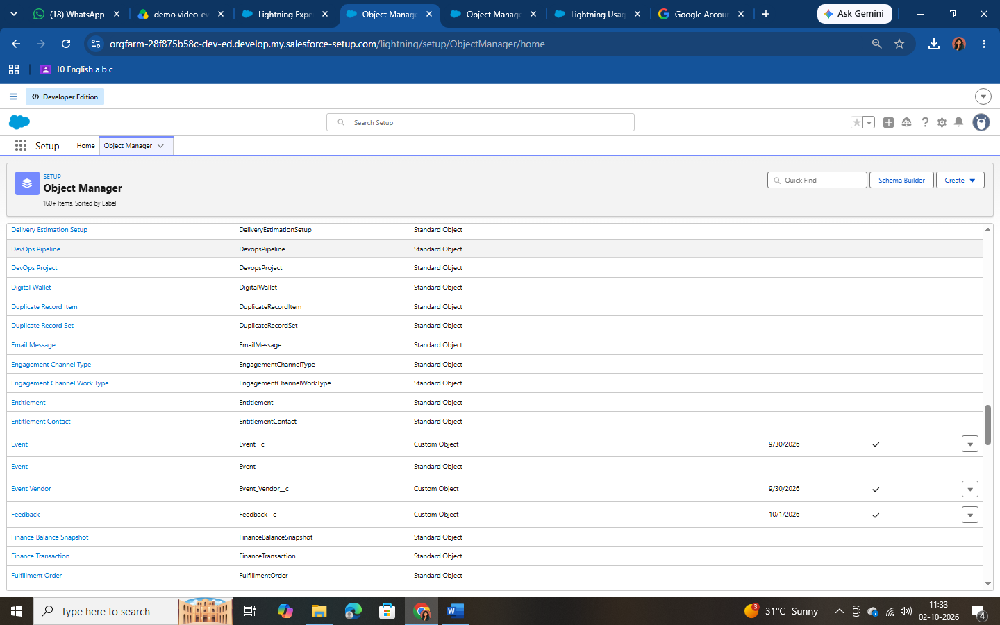 (18) WhatsApp
demo video-ev
Lightning Expe
Object Manage
Object Manage
Lightning Usag
Google Accou
Ask Gemini
orgfarm-28f875b58c-dev-ed.develop.my.salesforce-setup.com/lightning/setup/ObjectManager/home
10 English a b c
Developer Edition
Search Setup
Setup Home Object Manager
SETUP
Object Manager
160+ Items, Sorted by Label
Quick Find
Schema Builder
Create
Delivery Estimation Setup DeliveryEstimationSetup Standard Object
DevOps Pipeline DevopsPipeline Standard Object
DevOps Project DevopsProject Standard Object
Digital Wallet DigitalWallet Standard Object
Duplicate Record Item DuplicateRecordItem Standard Object
Duplicate Record Set DuplicateRecordSet Standard Object
Email Message EmailMessage Standard Object
Engagement Channel Type EngagementChannelType Standard Object
Engagement Channel Work Type EngagementChannelWorkType Standard Object
Entitlement Entitlement Standard Object
Entitlement Contact EntitlementContact Standard Object
Event Event__c Custom Object 9/30/2026
Event Event Standard Object
Event Vendor Event_Vendor__c Custom Object 9/30/2026
Feedback Feedback__c Custom Object 10/1/2026
Finance Balance Snapshot FinanceBalanceSnapshot Standard Object
Finance Transaction FinanceTransaction Standard Object
Fulfillment Order FulfillmentOrder Standard Object
Type here to search
3
31°C Sunny
11:33
02-10-2026
4